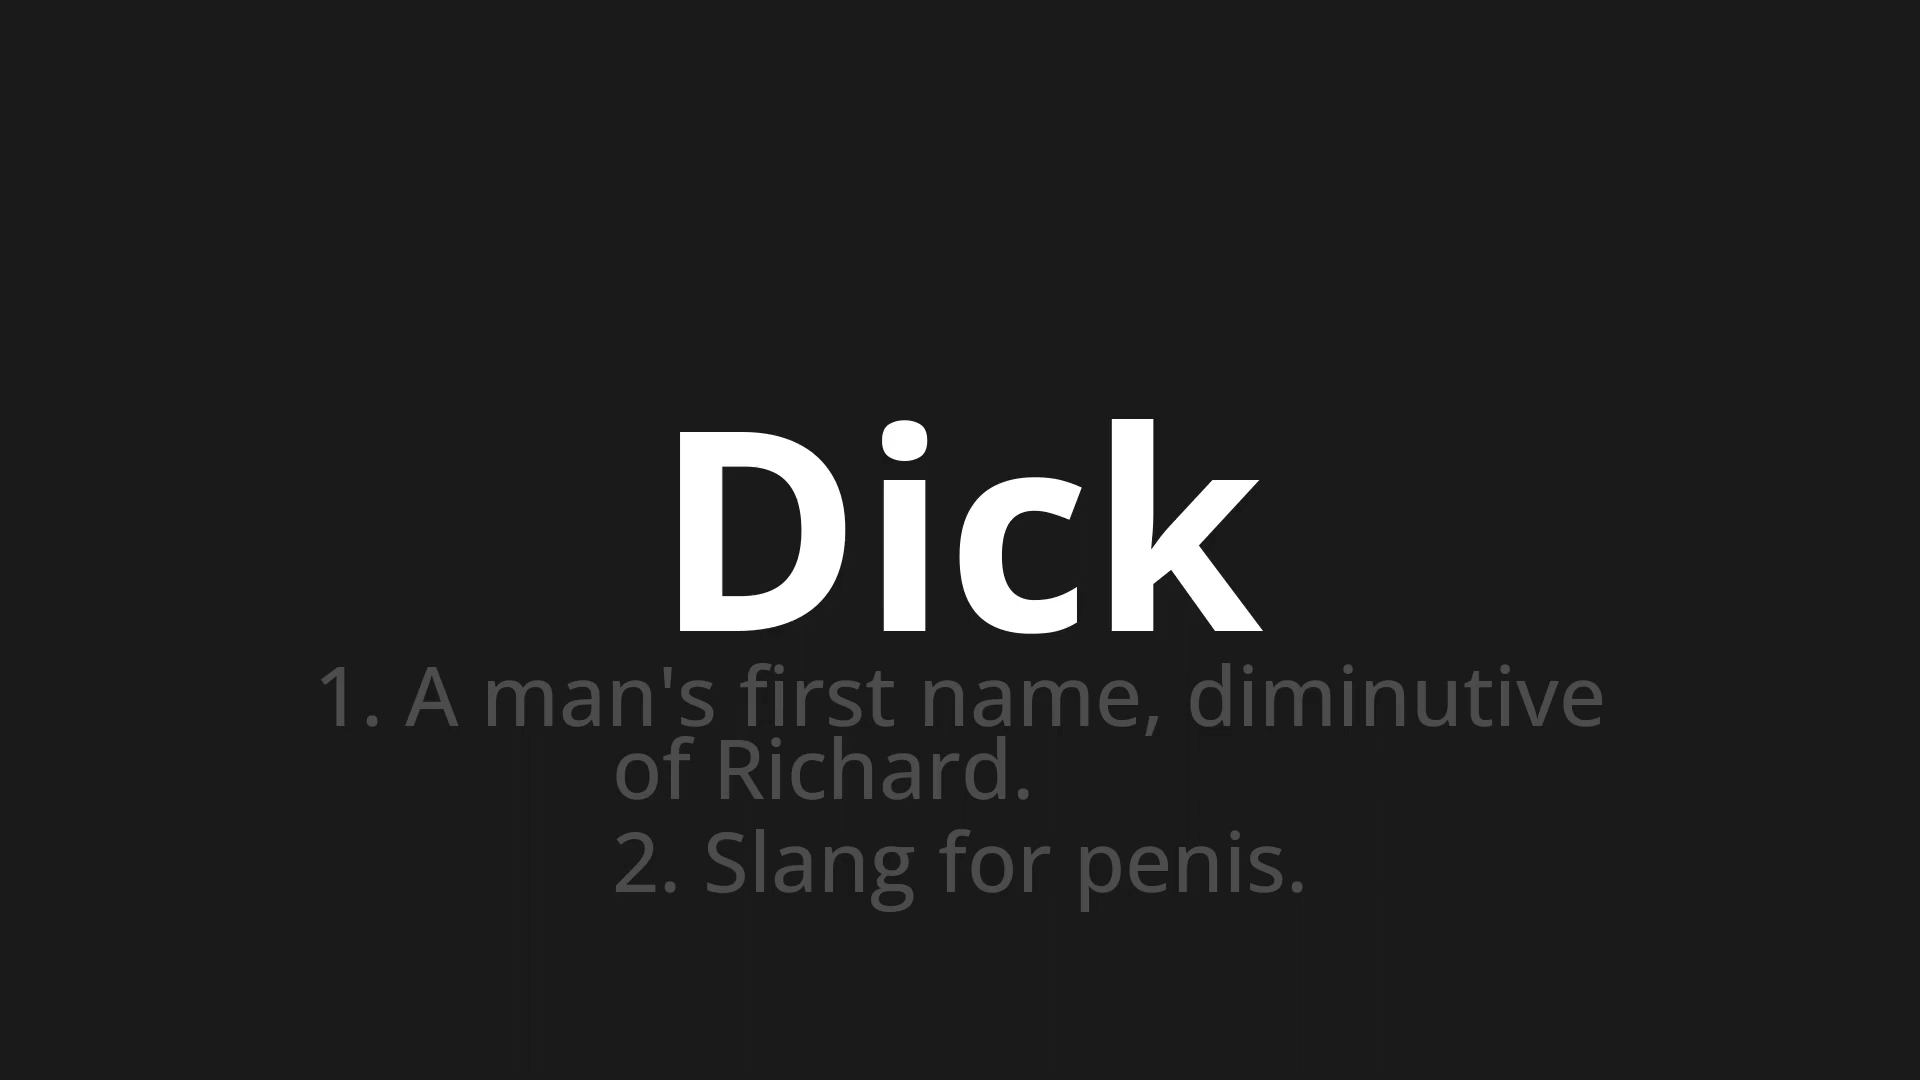 Dick
1. A man's first name, diminutive
of Richard.
2. Slang for penis.